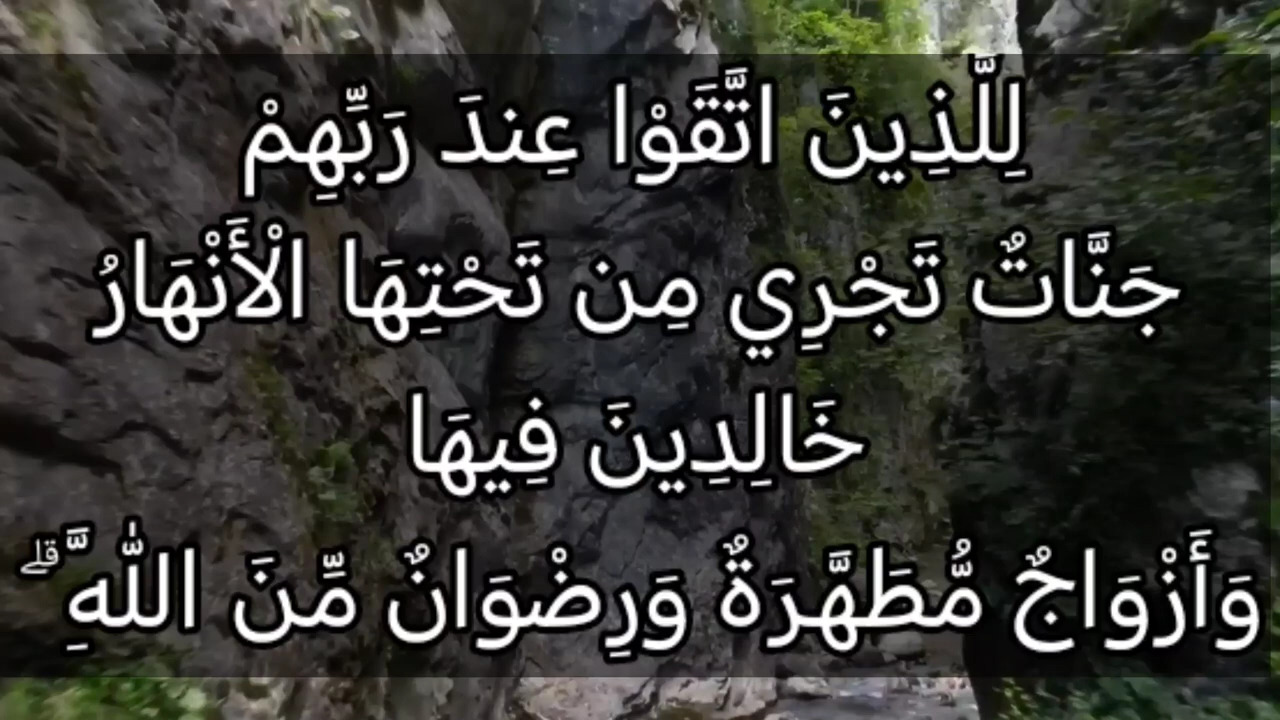 لِلَّذِينَ اتَّقَوْا عِندَ رَبِّهِمْ
جَنَّاتٌ تَجْرِي مِن تَحْتِهَا الْأَنْهَارُ
خَالِدِينَ فِيهَا
وَأَزْوَاجٌ مُّطَهَّرَةٌ وَرِضْوَانٌ مِّنَ اللَّهَِّ ۗ